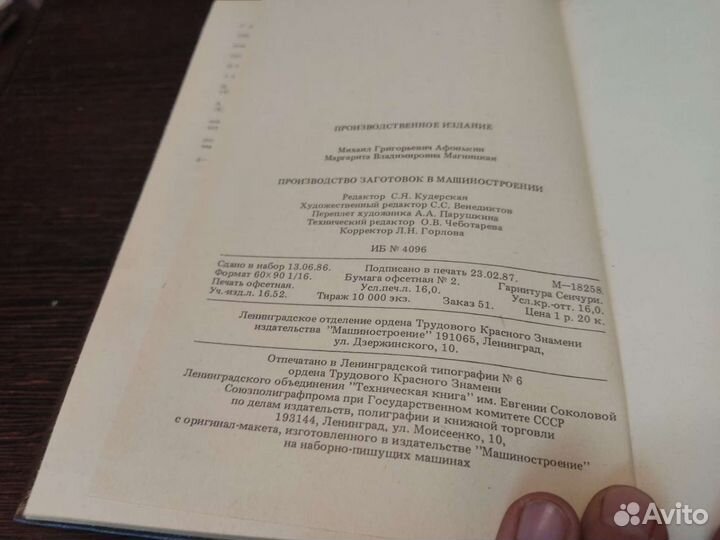 ПРОИЗВОДСТВЕННОЕ ИЗДАНИЕ
Михаил Григорьевич Афонькин
Маргарита Владимировна Магницкая
ПРОИЗВОДСТВО ЗАГОТОВОК В МАШИНОСТРОЕНИИ
Редактор С.Я. Кудерская
Художественный редактор С.С. Венедиктов
Переплет художника А.А. Парушкина
Технический редактор О.В. Чеботарева
Корректор Л.Н. Горлова
ИБ № 4096
Сдано в набор 13.06.86. Подписано в печать 23.02.87. М—18258.
Формат 60×90 1/16. Бумага офсетная № 2. Гарнитура Сенчури.
Печать офсетная. Усл.печ.л. 16,0. Усл.кр.-отт. 16,0.
Уч.-изд.л. 16.52. Тираж 10 000 экз. Заказ 51. Цена 1 р. 20 к.
Ленинградское отделение ордена Трудового Красного Знамени
издательства "Машиностроение" 191065, Ленинград,
ул. Дзержинского, 10.
Отпечатано в Ленинградской типографии № 6
ордена Трудового Красного Знамени
Ленинградского объединения "Техническая книга" им. Евгении Соколовой
Союзполиграфпрома при Государственном комитете СССР
по делам издательств, полиграфии и книжной торговли
193144, Ленинград, ул. Моисеенко, 10,
с оригинал-макета, изготовленного в издательстве "Машиностроение"
на наборно-пишущих машинах
Avito